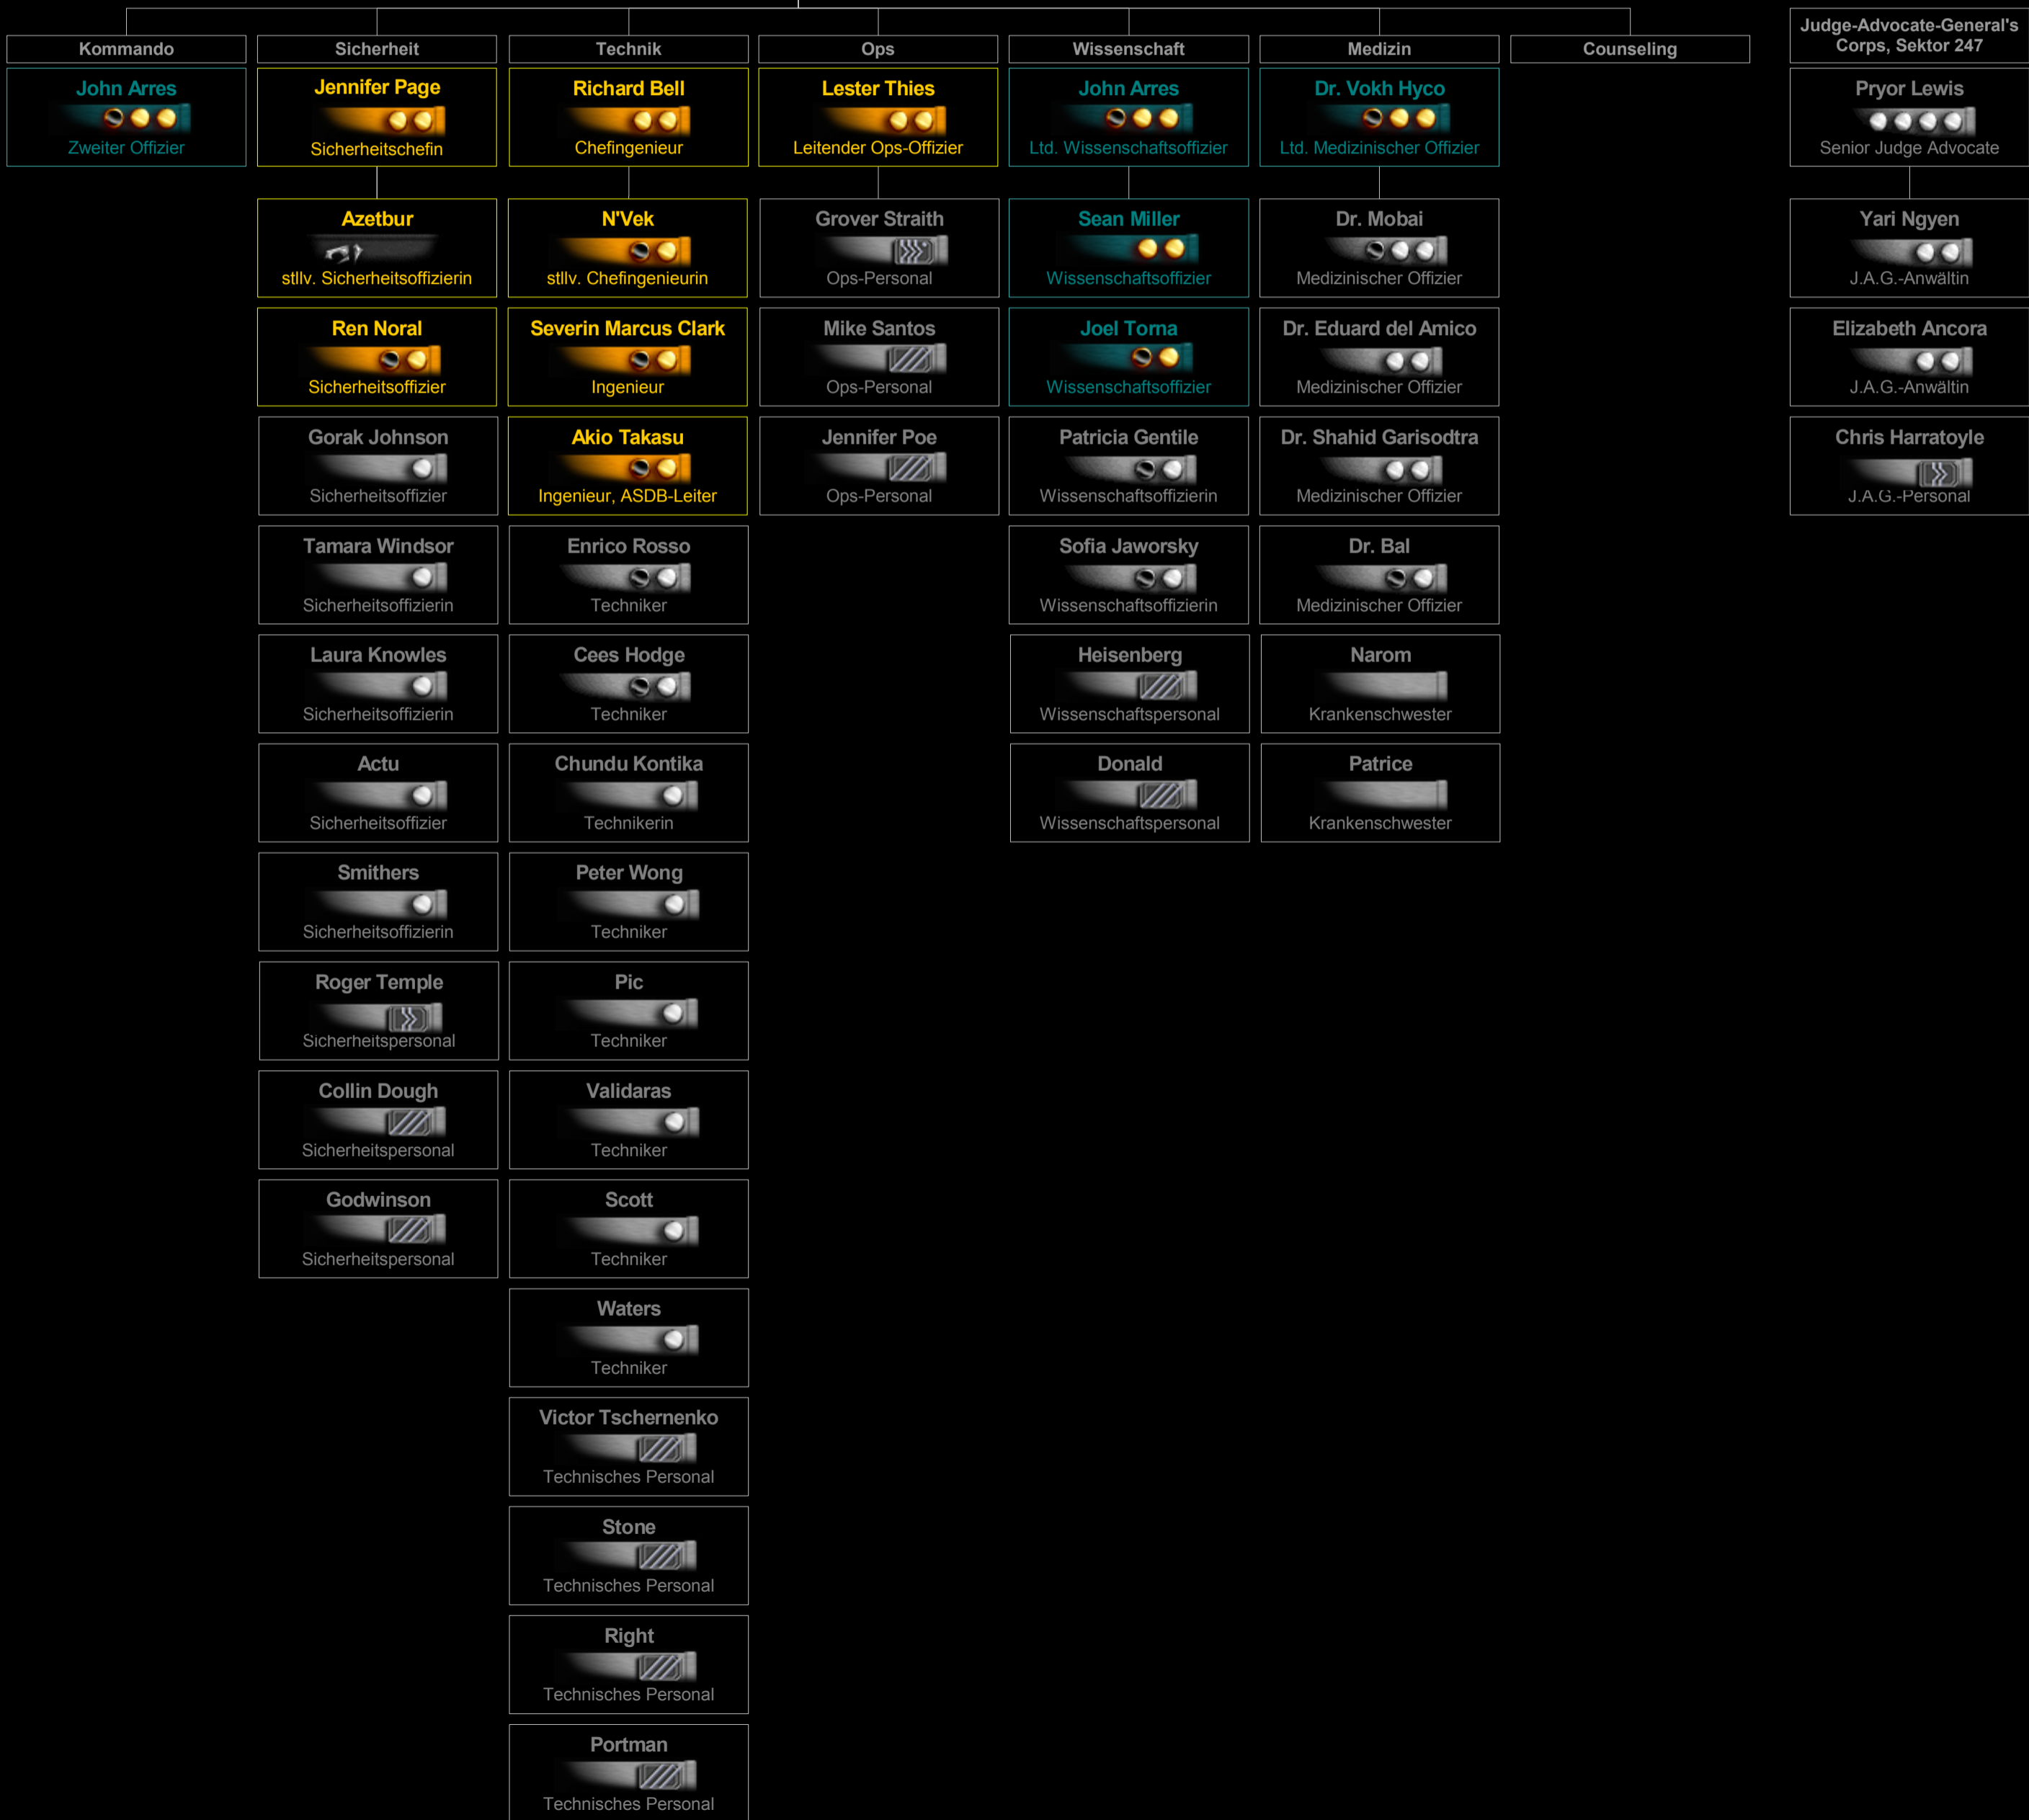 Kommando
John Arres
Zweiter Offizier
Sicherheit
Jennifer Page
Sicherheitschefin
Azetbur
stllv. Sicherheitsoffizierin
Ren Noral
Sicherheitsoffizier
Gorak Johnson
Sicherheitsoffizier
Tamara Windsor
Sicherheitsoffizierin
Laura Knowles
Sicherheitsoffizierin
Actu
Sicherheitsoffizier
Smithers
Sicherheitsoffizierin
Roger Temple
Sicherheitspersonal
Collin Dough
Sicherheitspersonal
Godwinson
Sicherheitspersonal
Technik
Richard Bell
Chefingenieur
N'Vek
stllv. Chefingenieurin
Severin Marcus Clark
Ingenieur
Akio Takasu
Ingenieur, ASDB-Leiter
Enrico Rosso
Techniker
Cees Hodge
Techniker
Chundu Kontika
Technikerin
Peter Wong
Techniker
Pic
Techniker
Validaras
Techniker
Scott
Techniker
Waters
Techniker
Victor Tschernenko
Technisches Personal
Stone
Technisches Personal
Right
Technisches Personal
Portman
Technisches Personal
Ops
Lester Thies
Leitender Ops-Offizier
Grover Straith
Ops-Personal
Mike Santos
Ops-Personal
Jennifer Poe
Ops-Personal
Wissenschaft
John Arres
Ltd. Wissenschaftsoffizier
Sean Miller
Wissenschaftsoffizier
Joel Torna
Wissenschaftsoffizier
Patricia Gentile
Wissenschaftsoffizierin
Sofia Jaworsky
Wissenschaftsoffizierin
Heisenberg
Wissenschaftspersonal
Donald
Wissenschaftspersonal
Medizin
Dr. Vokh Hyco
Ltd. Medizinischer Offizier
Dr. Mobai
Medizinischer Offizier
Dr. Eduard del Amico
Medizinischer Offizier
Dr. Shahid Garisodtra
Medizinischer Offizier
Dr. Bal
Medizinischer Offizier
Narom
Krankenschwester
Patrice
Krankenschwester
Counseling
Judge-Advocate-General's
Corps, Sektor 247
Pryor Lewis
Senior Judge Advocate
Yari Ngyen
J.A.G.-Anwältin
Elizabeth Ancora
J.A.G.-Anwältin
Chris Harratoyle
J.A.G.-Personal